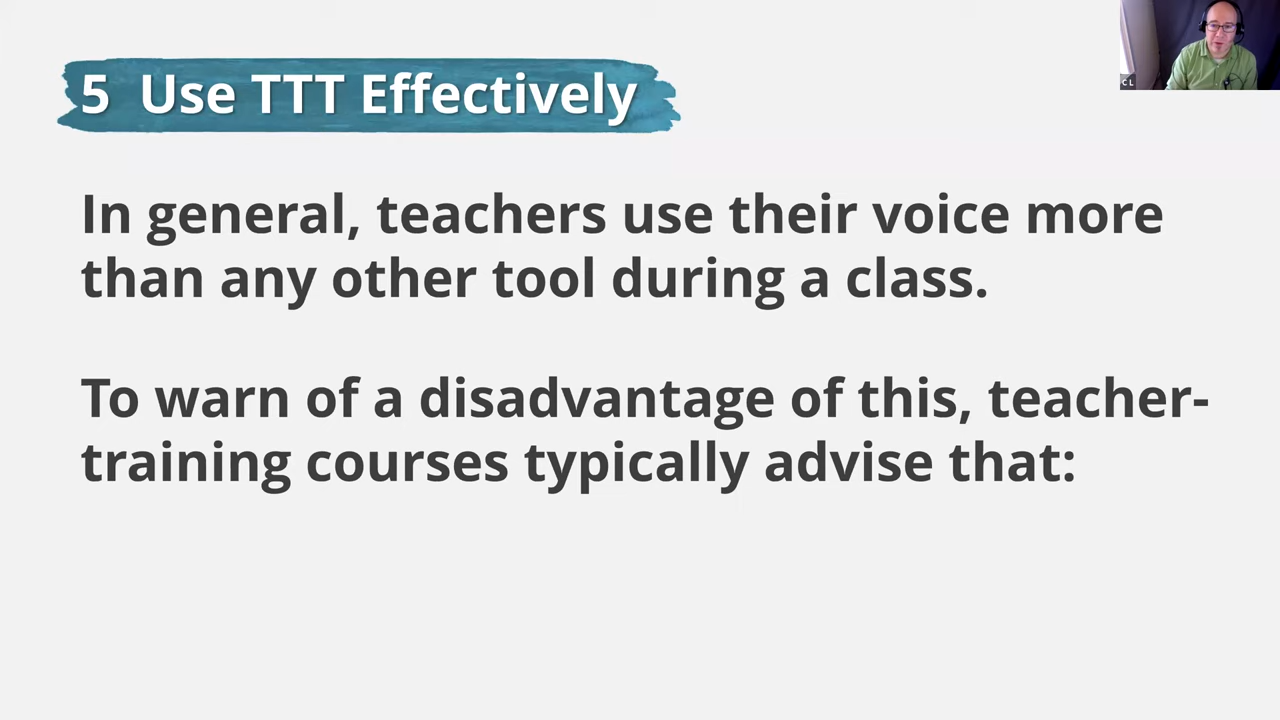 5 Use TTT Effectively
C L
In general, teachers use their voice more
than any other tool during a class.
To warn of a disadvantage of this, teacher-
training courses typically advise that: